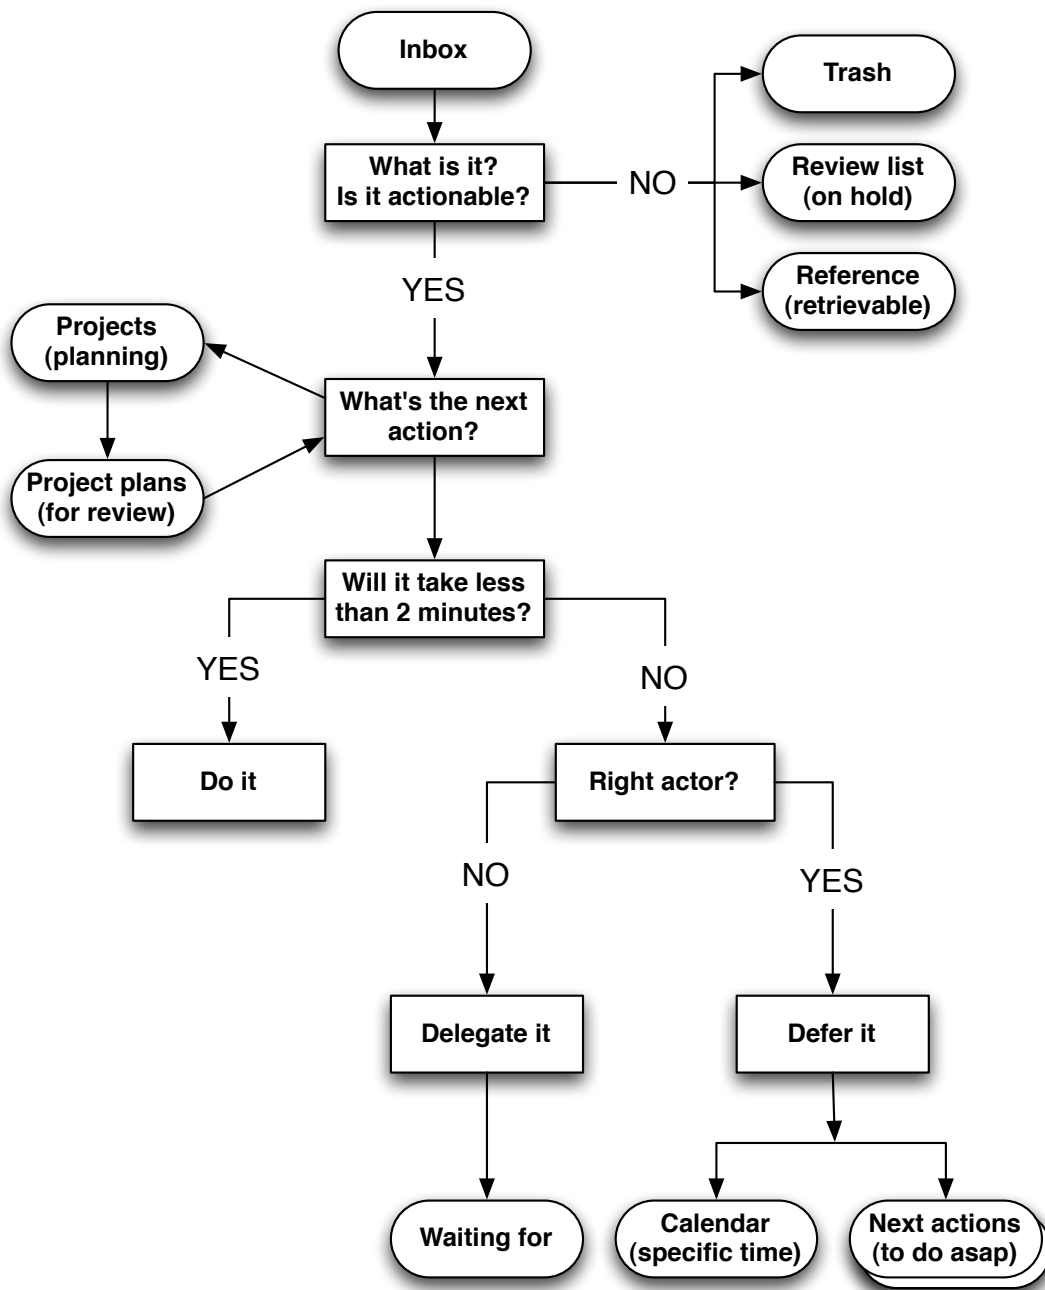 Inbox
Trash
What is it?
Is it actionable?
NO
Review list
(on hold)
YES
Reference
(retrievable)
Projects
(planning)
What's the next
action?
Project plans
(for review)
Will it take less
than 2 minutes?
YES
NO
Do it
Right actor?
NO
YES
Delegate it
Defer it
Waiting for
Calendar
(specific time)
Next actions
(to do asap)